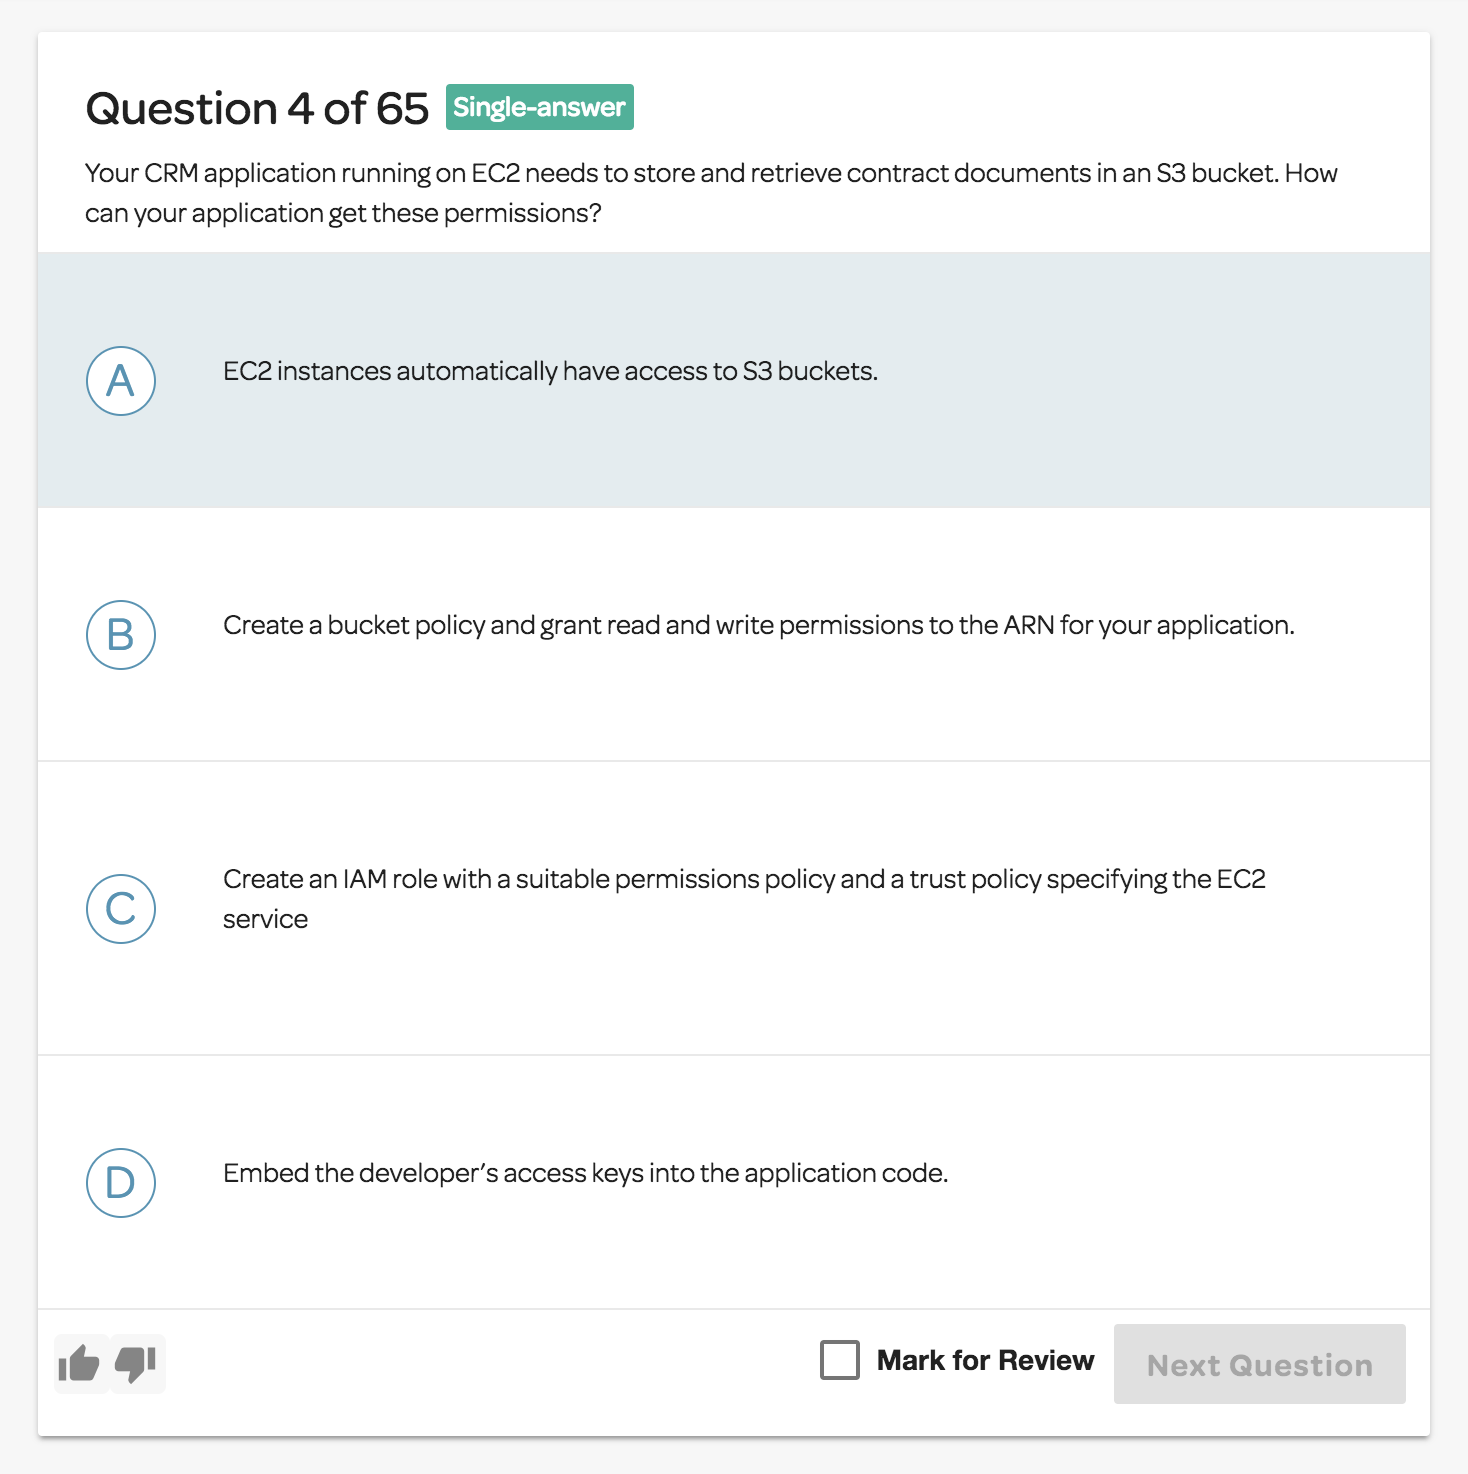 Question 4 of 65 Single-answer
Your CRM application running on EC2 needs to store and retrieve contract documents in an S3 bucket. How
can your application get these permissions?
A EC2 instances automatically have access to S3 buckets.
B Create a bucket policy and grant read and write permissions to the ARN for your application.
C Create an IAM role with a suitable permissions policy and a trust policy specifying the EC2
service
D Embed the developer's access keys into the application code.
Mark for Review Next Question